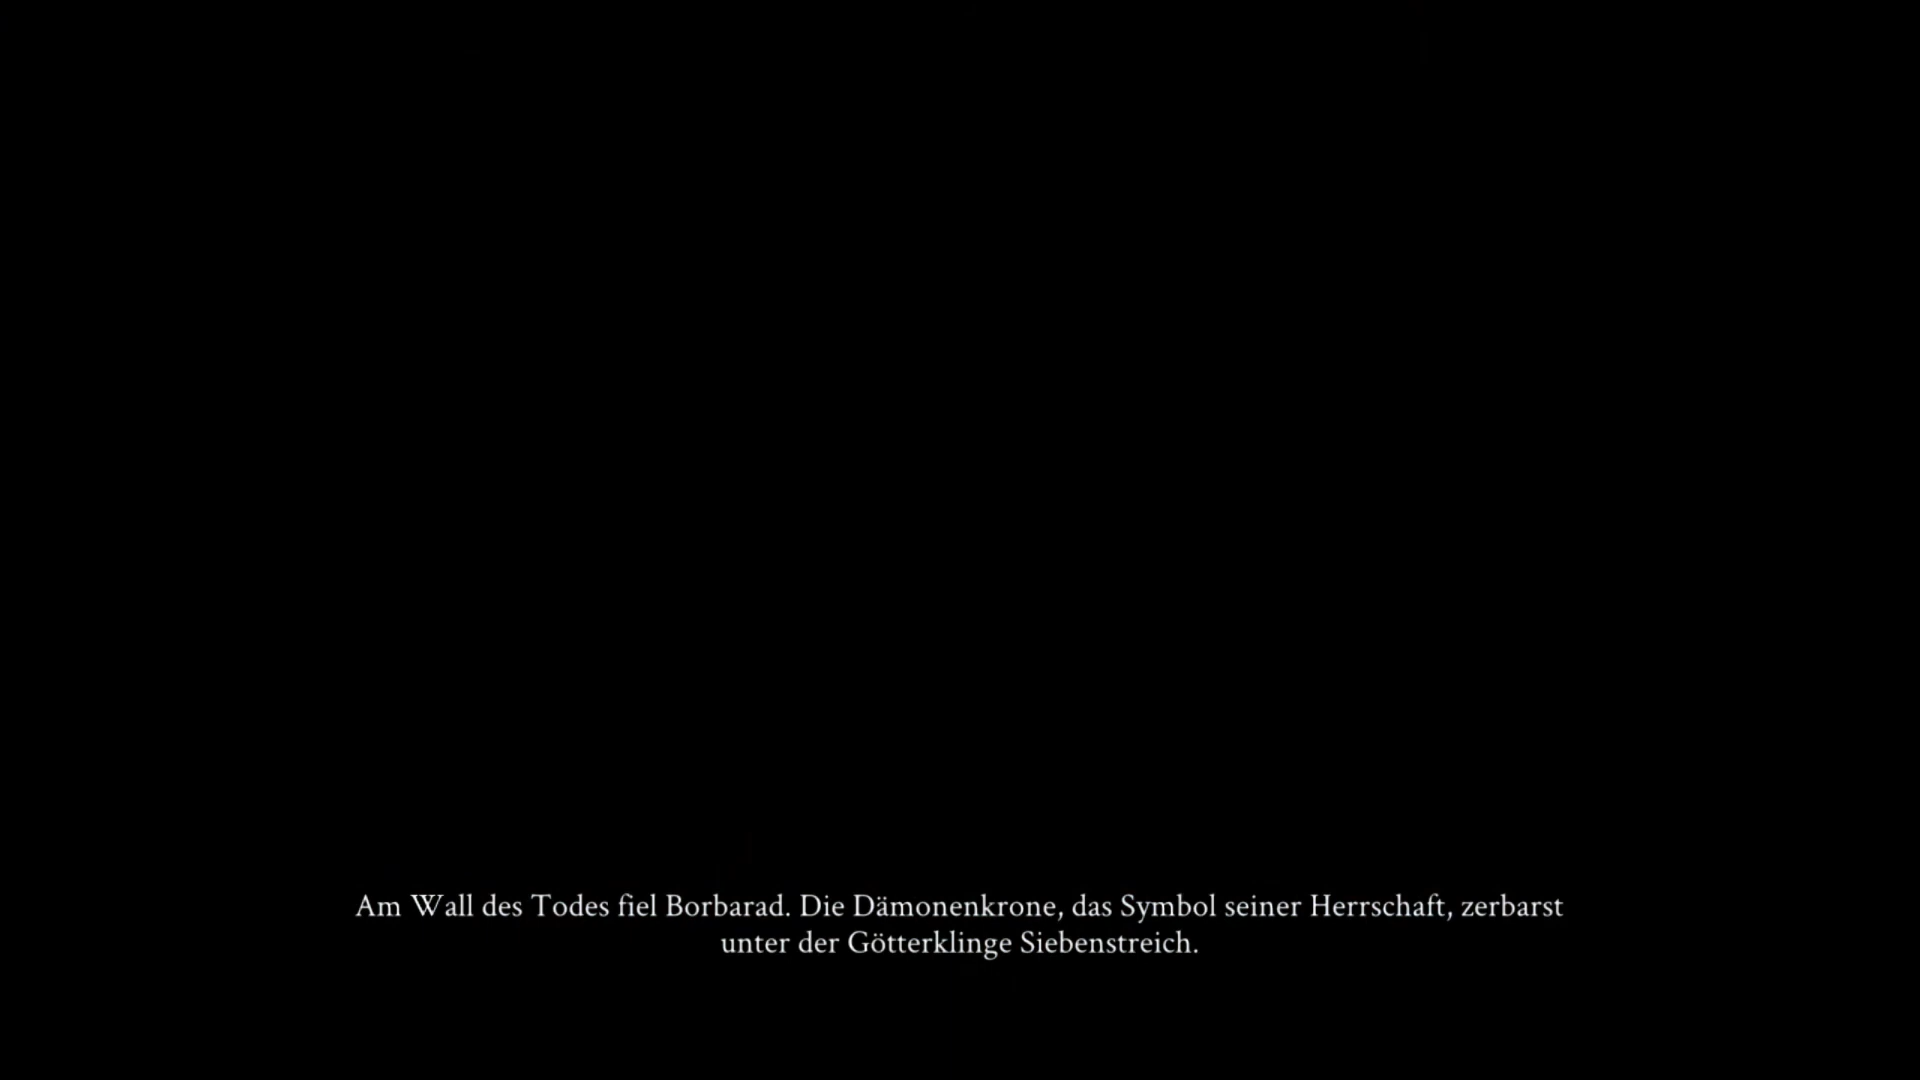 Am Wall des Todes fiel Borbarad. Die Dämonenkrone, das Symbol seiner Herrschaft, zerbarst
unter der Götterklinge Siebenstreich.